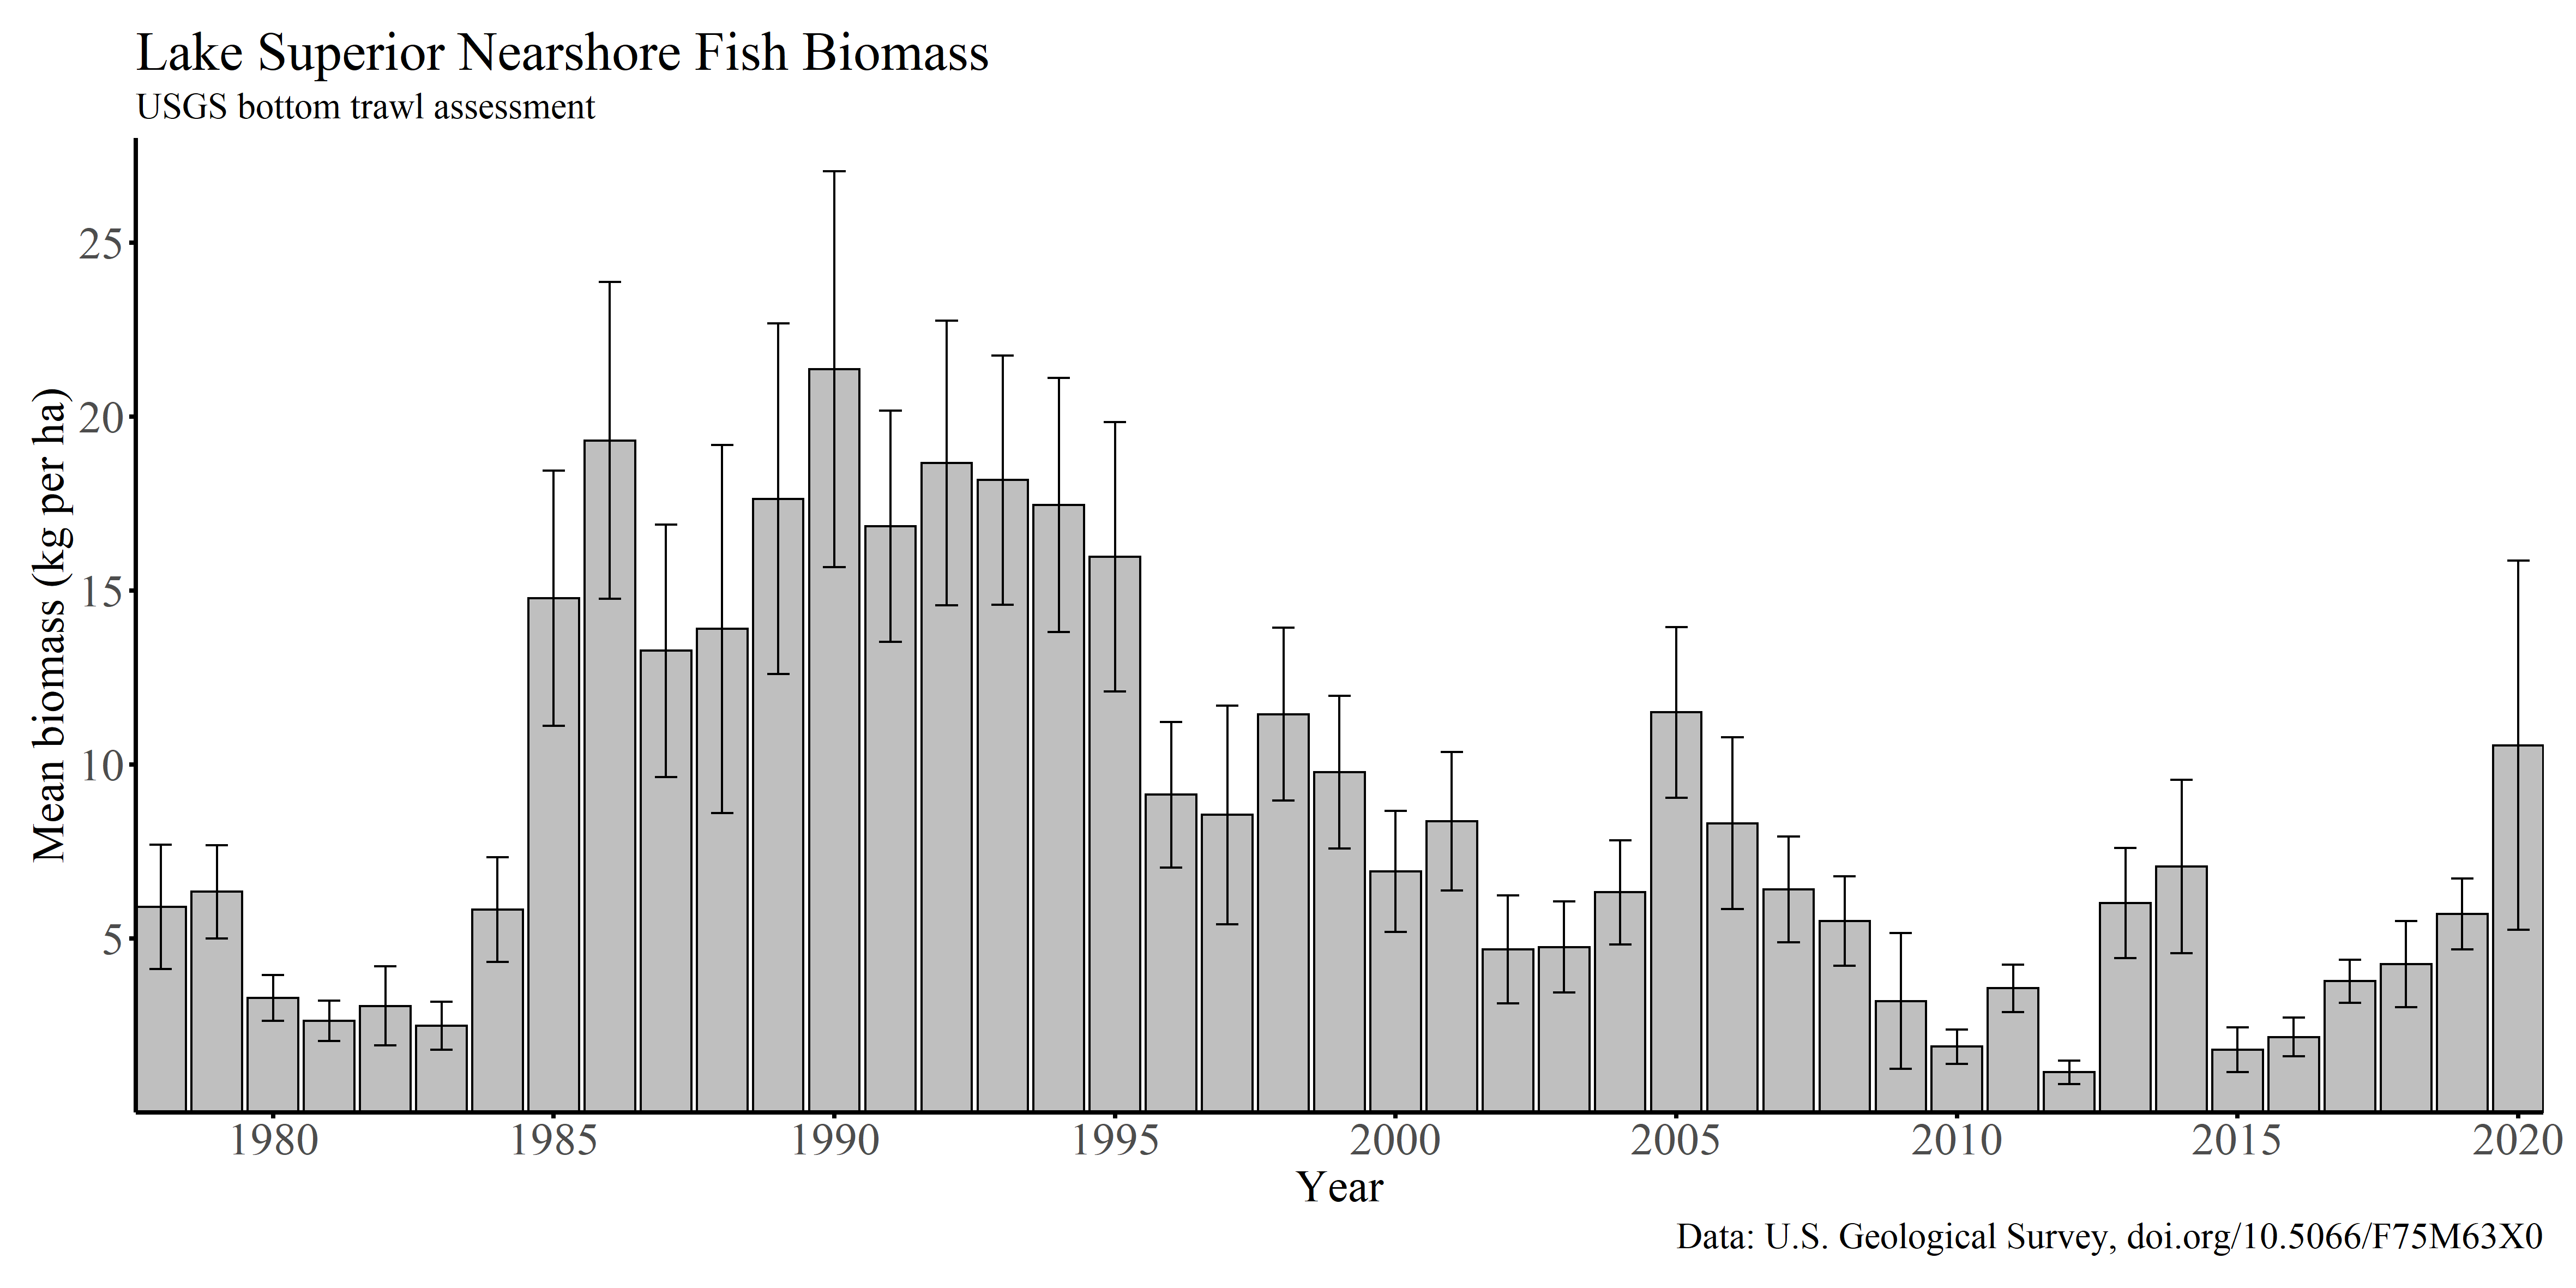 Lake Superior Nearshore Fish Biomass
USGS bottom trawl assessment
Mean biomass (kg per ha)
25
20
15
10
5
1980 1985 1990 1995 2000 2005 2010 2015 2020
Year
Data: U.S. Geological Survey, doi.org/10.5066/F75M63X0